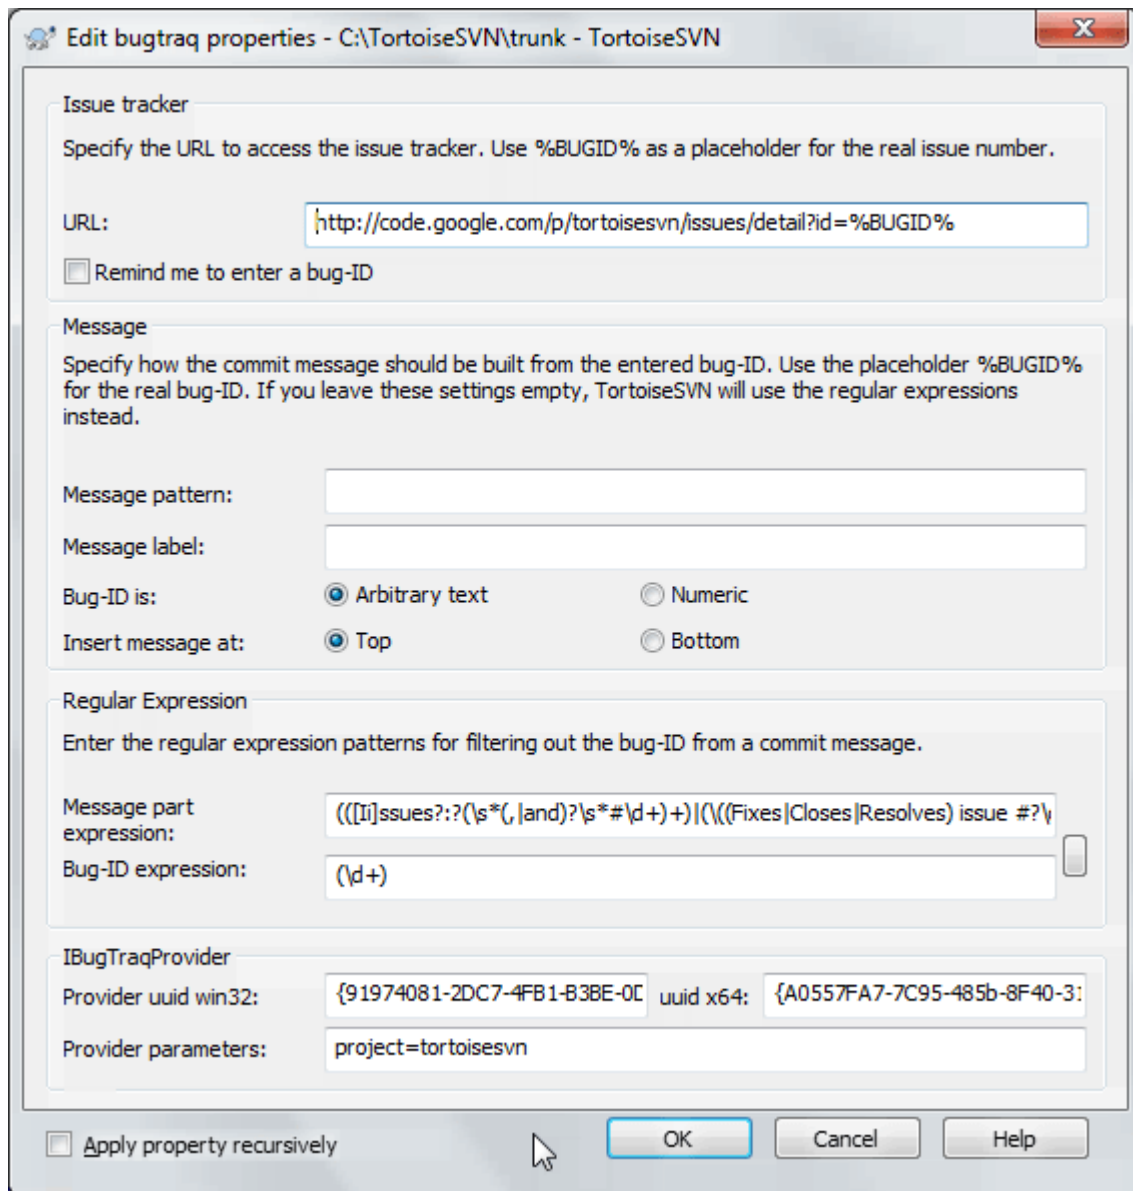 Edit bugtraq properties - C:\TortoiseSVN\trunk - TortoiseSVN
Issue tracker
Specify the URL to access the issue tracker. Use %BUGID% as a placeholder for the real issue number.
URL: http://code.google.com/p/tortoisesvn/issues/detail?id=%BUGID%
Remind me to enter a bug-ID
Message
Specify how the commit message should be built from the entered bug-ID. Use the placeholder %BUGID%
for the real bug-ID. If you leave these settings empty, TortoiseSVN will use the regular expressions
instead.
Message pattern:
Message label:
Bug-ID is: Arbitrary text Numeric
Insert message at: Top Bottom
Regular Expression
Enter the regular expression patterns for filtering out the bug-ID from a commit message.
Message part
expression:
(([Ii]ssues?:?(\s*(,|and)?\s*#\d+)+)|(\((Fixes|Closes|Resolves) issue #?\
Bug-ID expression: (\d+)
IBugTraqProvider
Provider uuid win32: {91974081-2DC7-4FB1-B3BE-0D uuid x64: {A0557FA7-7C95-485b-8F40-31
Provider parameters: project=tortoisesvn
Apply property recursively OK Cancel Help